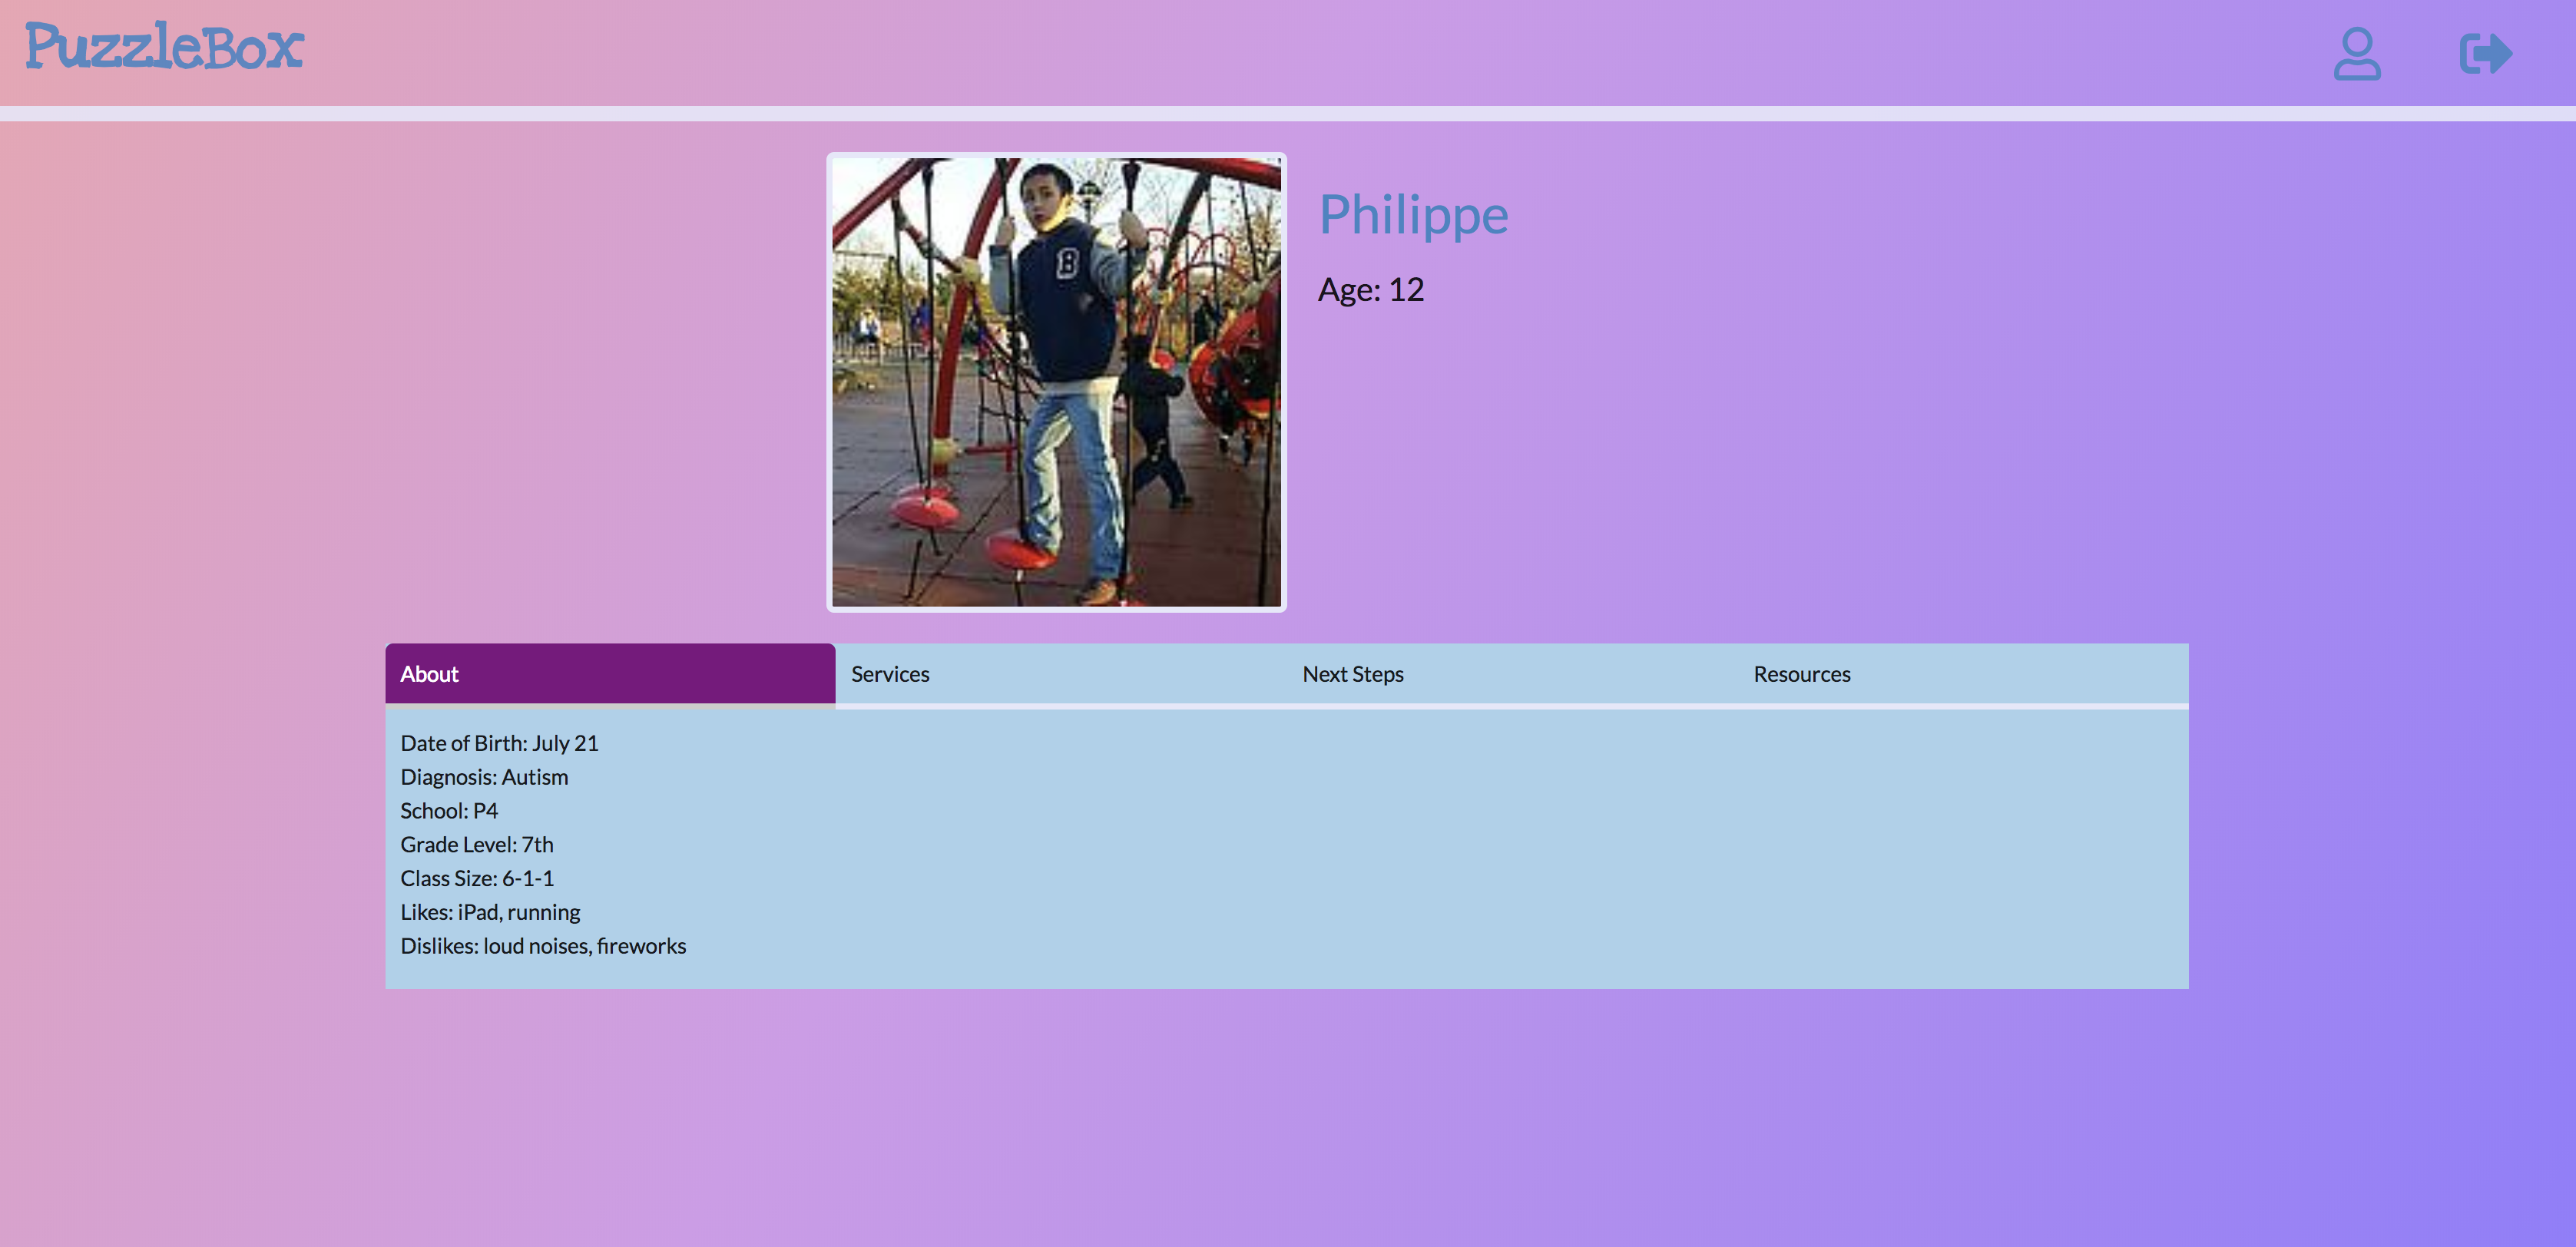 PuzzleBox
Philippe
Age: 12
B
About
Services
Next Steps
Resources
Date of Birth: July 21
Diagnosis: Autism
School: P4
Grade Level: 7th
Class Size: 6-1-1
Likes: iPad, running
Dislikes: loud noises, fireworks